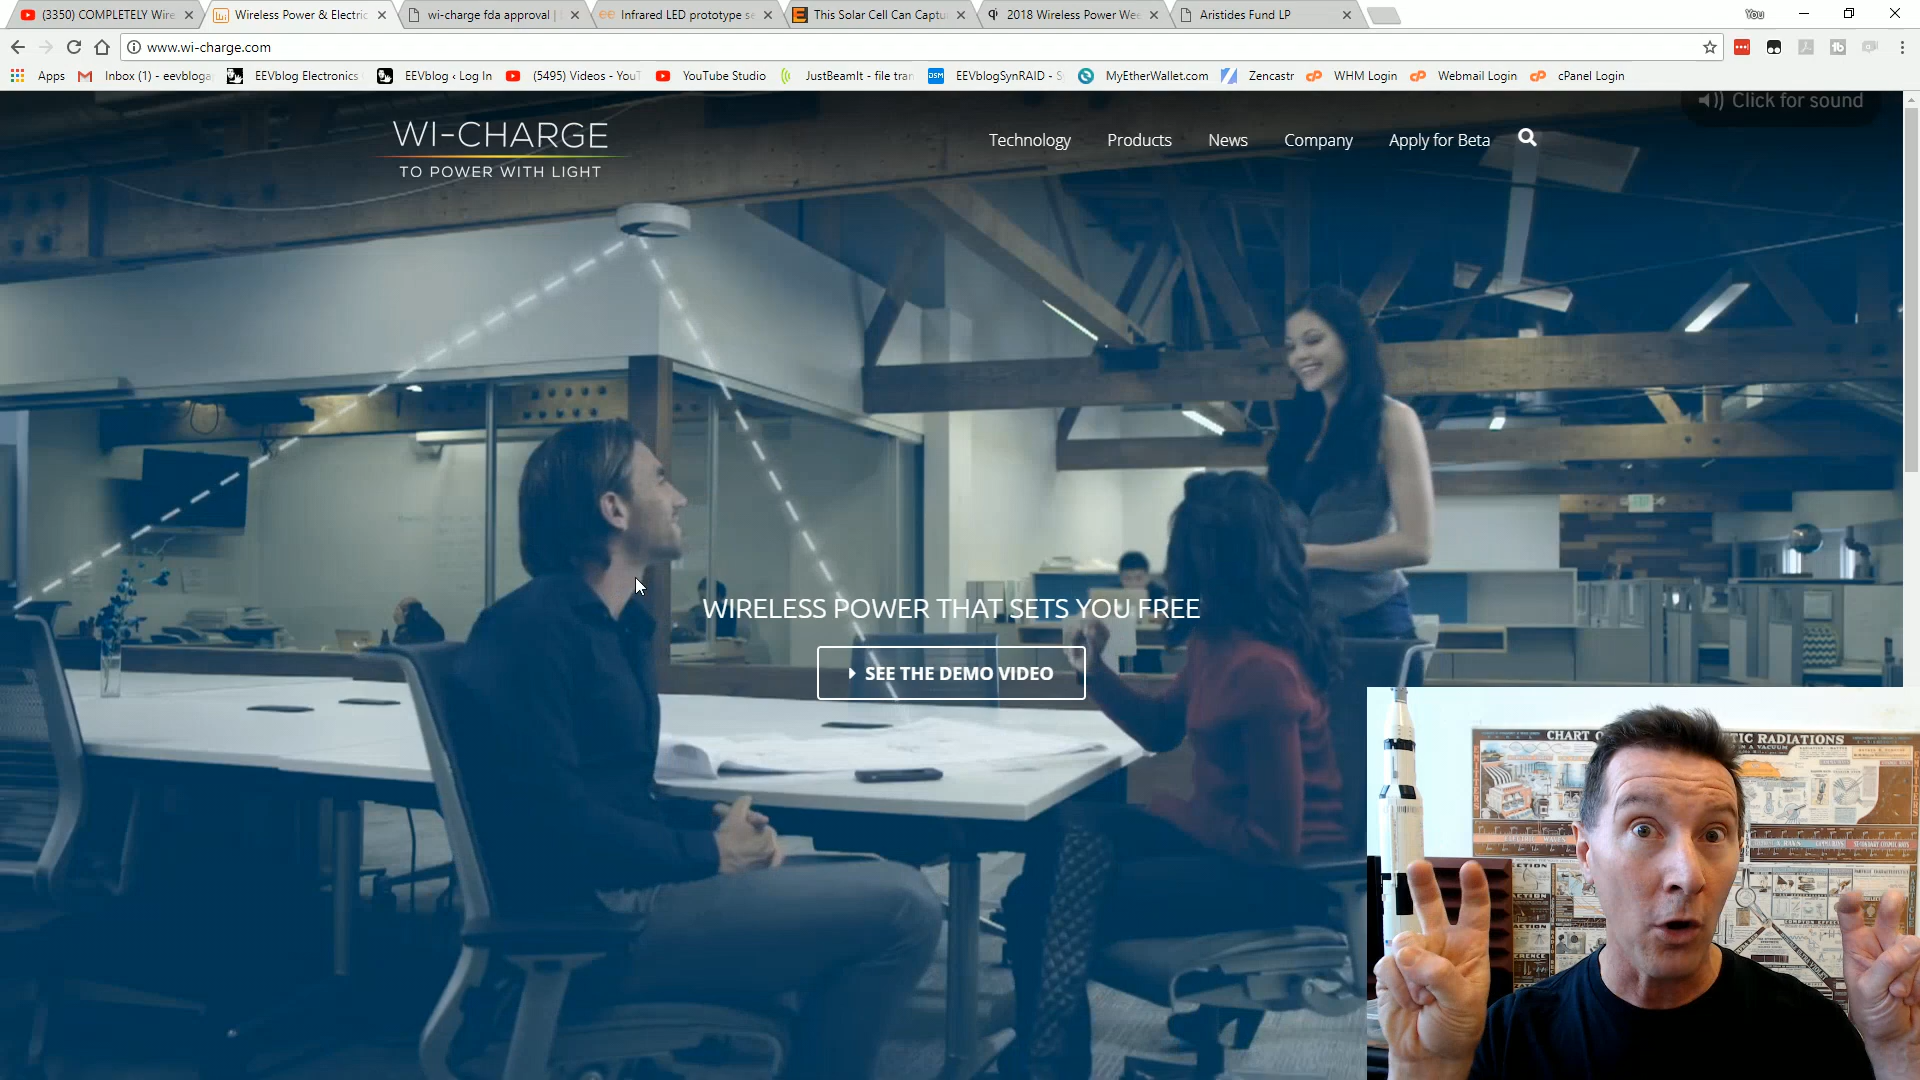 (3350) COMPLETELY Wire
Wireless Power & Electric
wi-charge fda approval |
Infrared LED prototype se
This Solar Cell Can Captu
2018 Wireless Power Wee
Aristides Fund LP
You
www.wi-charge.com
Apps
Inbox (1) - eevbloga
EEVblog Electronics
EEVblog ‹ Log In
(5495) Videos - YouT
YouTube Studio
JustBeamIt - file tran
EEVblogSynRAID - S
MyEtherWallet.com
Zencastr
WHM Login
Webmail Login
cPanel Login
Click for sound
WI-CHARGE
TO POWER WITH LIGHT
Technology
Products
News
Company
Apply for Beta
WIRELESS POWER THAT SETS YOU FREE
SEE THE DEMO VIDEO
CHART O
TIC RADIATIONS